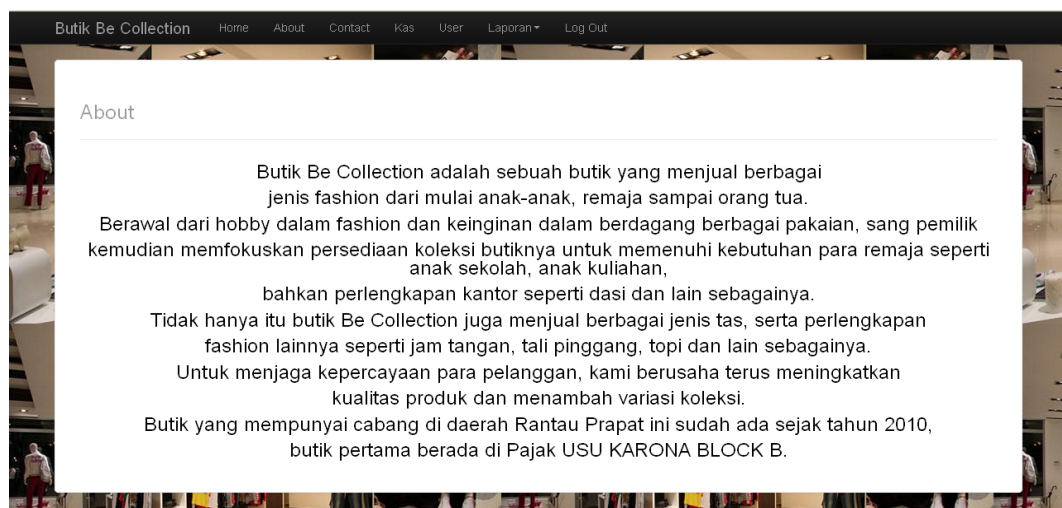 Butik Be Collection Home About Contact Kas User Laporan Log Out
About
Butik Be Collection adalah sebuah butik yang menjual berbagai
jenis fashion dari mulai anak-anak, remaja sampai orang tua.
Berawal dari hobby dalam fashion dan keinginan dalam berdagang berbagai pakaian, sang pemilik
kemudian memfokuskan persediaan koleksi butiknya untuk memenuhi kebutuhan para remaja seperti
anak sekolah, anak kuliahan,
bahkan perlengkapan kantor seperti dasi dan lain sebagainya.
Tidak hanya itu butik Be Collection juga menjual berbagai jenis tas, serta perlengkapan
fashion lainnya seperti jam tangan, tali pinggang, topi dan lain sebagainya.
Untuk menjaga kepercayaan para pelanggan, kami berusaha terus meningkatkan
kualitas produk dan menambah variasi koleksi.
Butik yang mempunyai cabang di daerah Rantau Prapat ini sudah ada sejak tahun 2010,
butik pertama berada di Pajak USU KARONA BLOCK B.